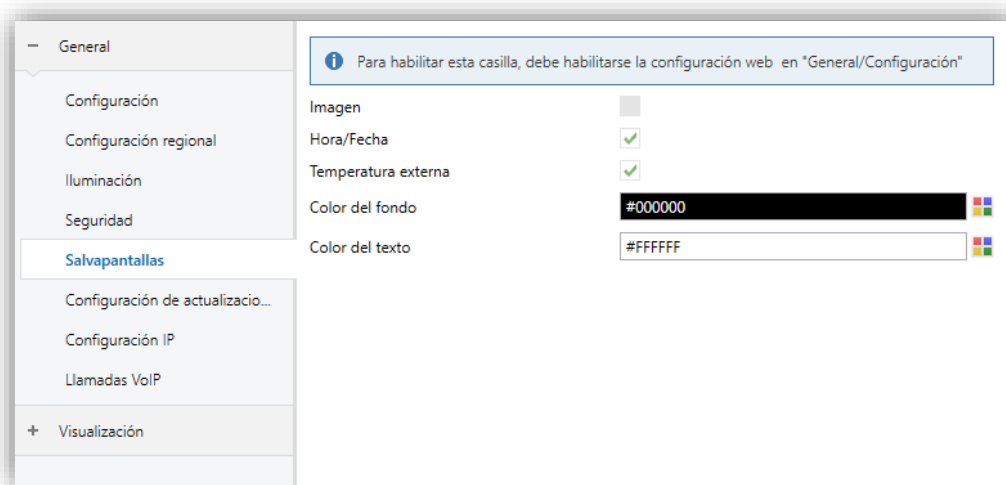 General
Configuración
Configuración regional
Iluminación
Seguridad
Salvapantallas
Configuración de actualizacio...
Configuración IP
Llamadas VoIP
Visualización
Para habilitar esta casilla, debe habilitarse la configuración web en "General/Configuración"
Imagen
Hora/Fecha
Temperatura externa
Color del fondo #000000
Color del texto #FFFFFF